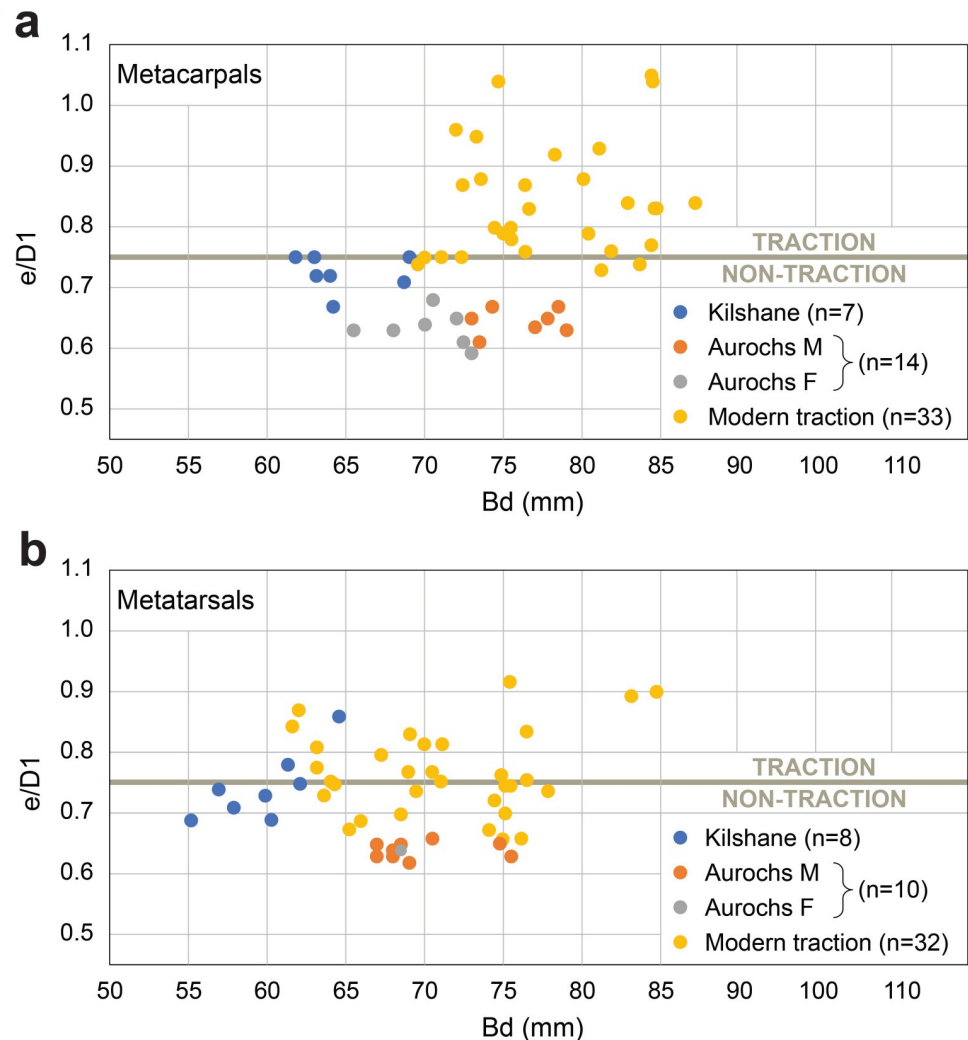 a
1.1
Metacarpals
1.0
0.9
0.8
TRACTION
NON-TRACTION
0.7
Kilshane (n=7)
Aurochs M
(n=14)
0.6
Aurochs F
0.5
Modern traction (n=33)
e/D1
50 55 60 65 70 75 80 85 90 100 110
Bd (mm)
b
1.1
Metatarsals
1.0
0.9
0.8
TRACTION
NON-TRACTION
0.7
Kilshane (n=8)
Aurochs M
(n=10)
0.6
Aurochs F
0.5
Modern traction (n=32)
e/D1
50 55 60 65 70 75 80 85 90 100 110
Bd (mm)